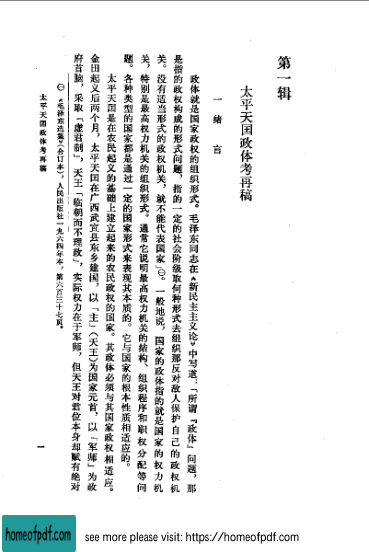 第一辑
太平天国政体考再稿
一 绪言
政体就是国家政权的组织形式。毛泽东同志在《新民主主义论》中写道:“所谓‘政体’问题,那
是指的政权构成的形式问题,指的一定的社会阶级取何种形式去组织那反对敌人保护自己的政权机
关。没有适当形式的政权机关,就不能代表国家”㊀。一般地说,国家的政体指的就是国家的权力机
关,特别是最高权力机关的组织形式。通常它说明最高权力机关的结构、组织程序和职权分配等问
题。各种类型的国家都是通过一定的国家形式来表现其本质的。它与国家的根本性质相适应的。
太平天国是在农民起义的基础上建立起来的农民政权的国家。其政体必须与其国家政权相适应。
金田起义后两个月,太平天国在广西武宣县东乡建国,以“主”(天王)为国家元首,以“军师”为政
府首脑,采取“虚君制”,天王“临朝而不理政”,实际权力在于军师,但天王对君位本身却赋有绝对
㊀《毛泽东选集》(合订本),人民出版社一九六四年本,第六百三十七页。
太平天国政体考再稿
一
homeofpdf.com
see more please visit: https://homeofpdf.com